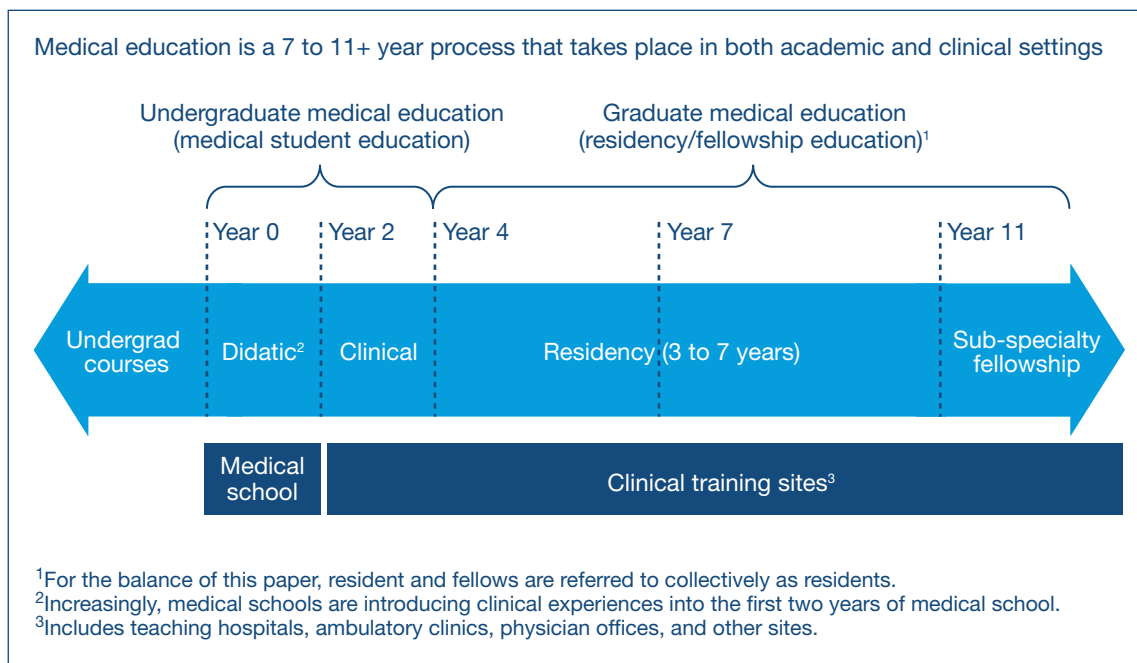 Medical education is a 7 to 11+ year process that takes place in both academic and clinical settings
Undergraduate medical education
(medical student education)
Graduate medical education
(residency/fellowship education)¹
Year 0
Year 2
Year 4
Year 7
Year 11
Undergrad
courses
Didatic²
Clinical
Residency (3 to 7 years)
Sub-specialty
fellowship
Medical
school
Clinical training sites³
¹For the balance of this paper, resident and fellows are referred to collectively as residents.
²Increasingly, medical schools are introducing clinical experiences into the first two years of medical school.
³Includes teaching hospitals, ambulatory clinics, physician offices, and other sites.